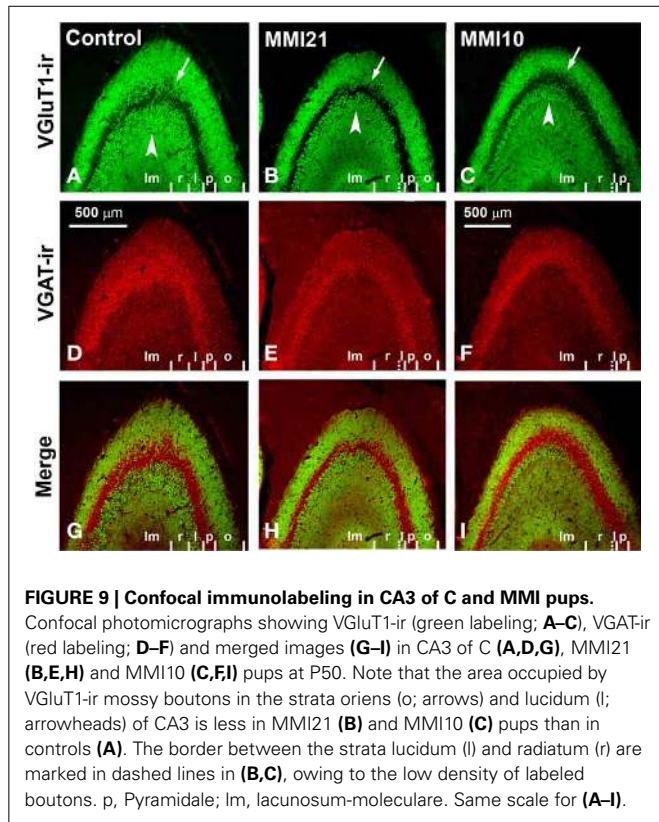 Control MMI21 MMI10
VGluT1-ir
A lm r l p o
B lm r l p o
C lm r l p
VGAT-ir
500 µm 500 µm
D lm r l p o
E lm r l p o
F lm r l p
Merge
G lm r l p o
H lm r l p o
I lm r l p
FIGURE 9 | Confocal immunolabeling in CA3 of C and MMI pups.
Confocal photomicrographs showing VGluT1-ir (green labeling; A–C), VGAT-ir
(red labeling; D–F) and merged images (G–I) in CA3 of C (A,D,G), MMI21
(B,E,H) and MMI10 (C,F,I) pups at P50. Note that the area occupied by
VGluT1-ir mossy boutons in the strata oriens (o; arrows) and lucidum (l;
arrowheads) of CA3 is less in MMI21 (B) and MMI10 (C) pups than in
controls (A). The border between the strata lucidum (l) and radiatum (r) are
marked in dashed lines in (B,C), owing to the low density of labeled
boutons. p, Pyramidale; lm, lacunosum-moleculare. Same scale for (A–I).